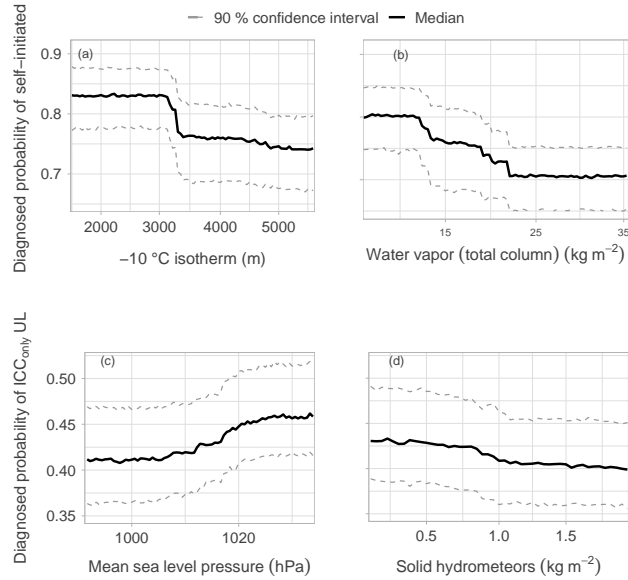 90 % confidence interval Median
Diagnosed probability of self-initiated
0.9
0.8
0.7
(a)
2000 3000 4000 5000
−10 °C isotherm (m)
(b)
15 25 35
Water vapor (total column) (kg m−2)
Diagnosed probability of ICConly UL
0.50
0.45
0.40
0.35
(c)
1000 1020
Mean sea level pressure (hPa)
(d)
0.5 1.0 1.5
Solid hydrometeors (kg m−2)